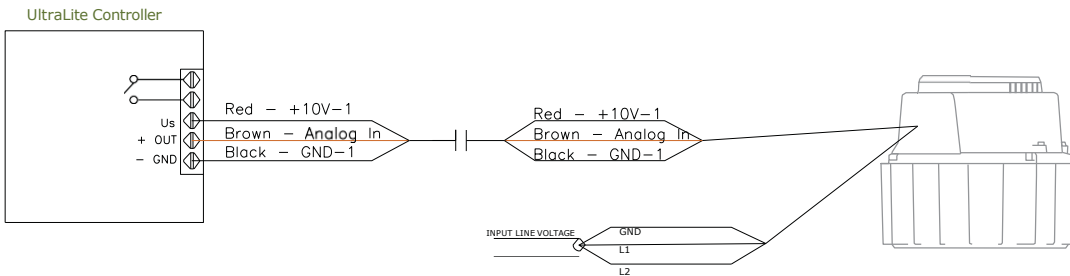 UltraLite Controller
Us
+ OUT
- GND
Red - +10V-1
Brown - Analog In
Black - GND-1
Red - +10V-1
Brown - Analog In
Black - GND-1
INPUT LINE VOLTAGE
GND
L1
L2